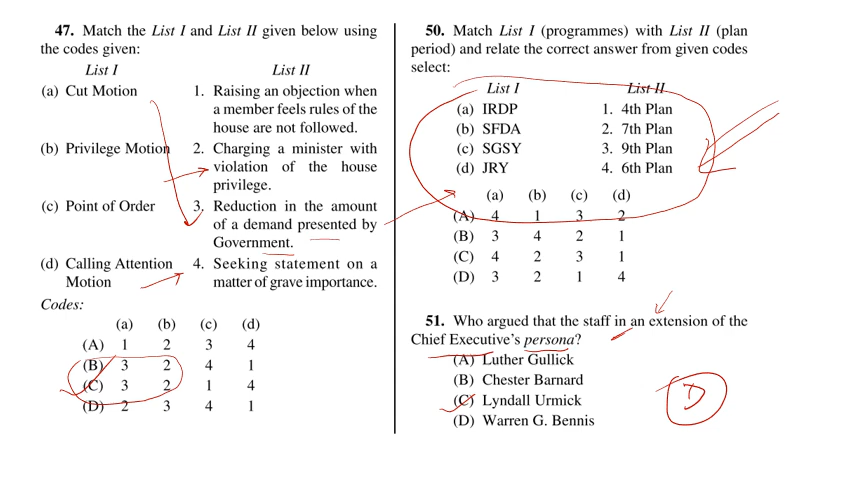 47. Match the List I and List II given below using
the codes given:
List I List II
(a) Cut Motion 1. Raising an objection when
a member feels rules of the
house are not followed.
(b) Privilege Motion 2. Charging a minister with
violation of the house
privilege.
(c) Point of Order 3. Reduction in the amount
of a demand presented by
Government.
(d) Calling Attention 4. Seeking statement on a
Motion matter of grave importance.
Codes:
(a) (b) (c) (d)
(A) 1 2 3 4
(B) 3 2 4 1
(C) 3 2 1 4
(D) 2 3 4 1
50. Match List I (programmes) with List II (plan
period) and relate the correct answer from given codes
select:
List I List II
(a) IRDP 1. 4th Plan
(b) SFDA 2. 7th Plan
(c) SGSY 3. 9th Plan
(d) JRY 4. 6th Plan
(a) (b) (c) (d)
(A) 4 1 3 2
(B) 3 4 2 1
(C) 4 2 3 1
(D) 3 2 1 4
51. Who argued that the staff in an extension of the
Chief Executive's persona?
(A) Luther Gullick
(B) Chester Barnard
(C) Lyndall Urmick
(D) Warren G. Bennis
D